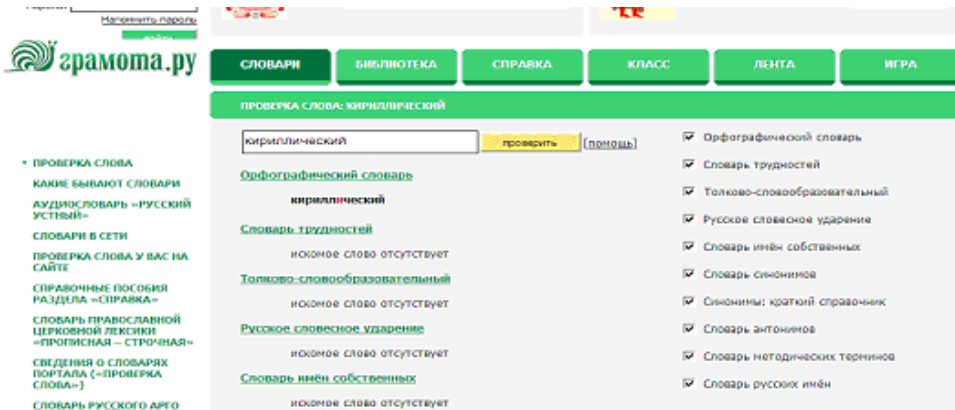 Напомнить пароль
войти
грамота.ру
СЛОВАРИ
БИБЛИОТЕКА
СПРАВКА
КЛАСС
ЛЕНТА
ИГРА
ПРОВЕРКА СЛОВА: КИРИЛЛИЧЕСКИЙ
кириллический
проверить
[помощь]
• ПРОВЕРКА СЛОВА
КАКИЕ БЫВАЮТ СЛОВАРИ
АУДИОСЛОВАРЬ «РУССКИЙ
УСТНЫЙ»
СЛОВАРИ В СЕТИ
ПРОВЕРКА СЛОВА У ВАС НА
САЙТЕ
СПРАВОЧНЫЕ ПОСОБИЯ
РАЗДЕЛА «СПРАВКА»
СЛОВАРЬ ПРАВОСЛАВНОЙ
ЦЕРКОВНОЙ ЛЕКСИКИ
«ПРОПИСНАЯ – СТРОЧНАЯ»
СВЕДЕНИЯ О СЛОВАРЯХ
ПОРТАЛА («ПРОВЕРКА
СЛОВА»)
СЛОВАРЬ РУССКОГО АРГО
Орфографический словарь
кириллический
Словарь трудностей
искомое слово отсутствует
Толково-словообразовательный
искомое слово отсутствует
Русское словесное ударение
искомое слово отсутствует
Словарь имён собственных
искомое слово отсутствует
Орфографический словарь
Словарь трудностей
Толково-словообразовательный
Русское словесное ударение
Словарь имён собственных
Словарь синонимов
Синонимы: краткий справочник
Словарь антонимов
Словарь методических терминов
Словарь русских имён